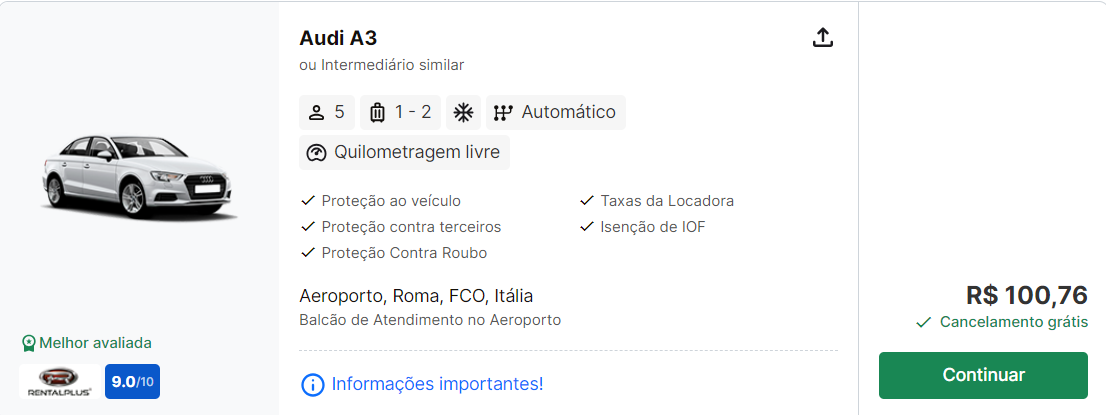 Audi A3
ou Intermediário similar
5
1 - 2
Automático
Quilometragem livre
Proteção ao veículo
Taxas da Locadora
Proteção contra terceiros
Isenção de IOF
Proteção Contra Roubo
Aeroporto, Roma, FCO, Itália
Balcão de Atendimento no Aeroporto
R$ 100,76
Cancelamento grátis
Melhor avaliada
RENTALPLUS
9.0/10
Informações importantes!
Continuar